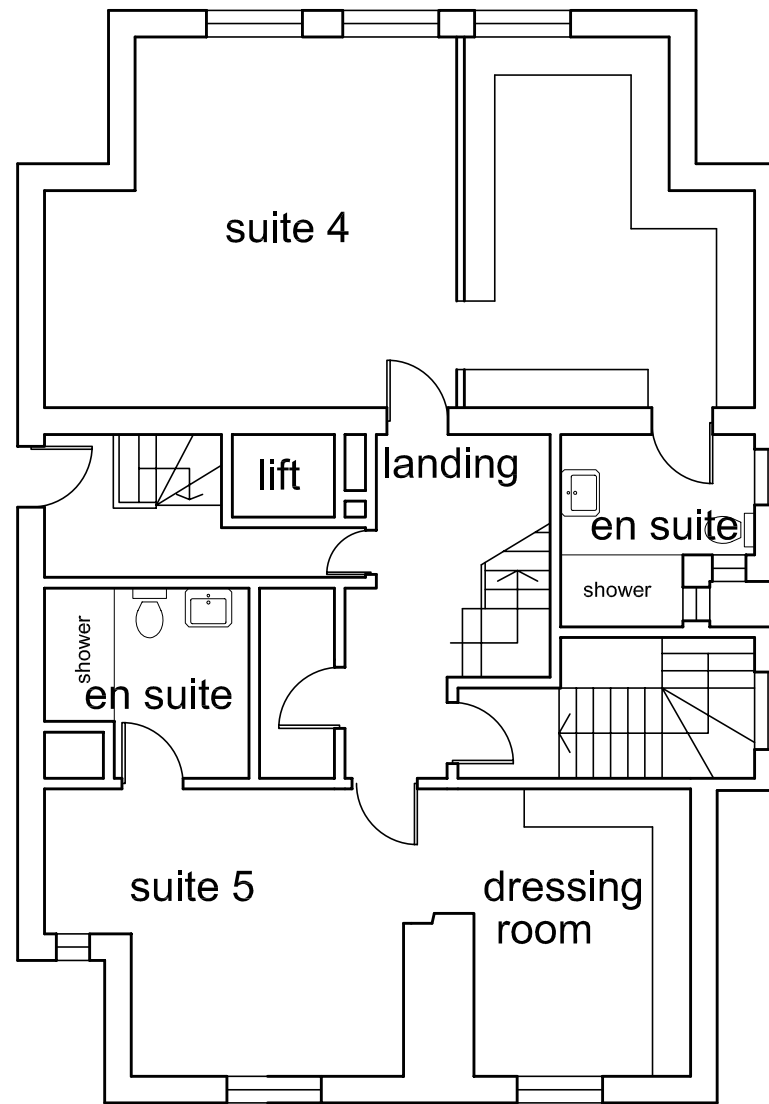 suite 4
lift
landing
en suite
shower
shower
en suite
suite 5
dressing
room